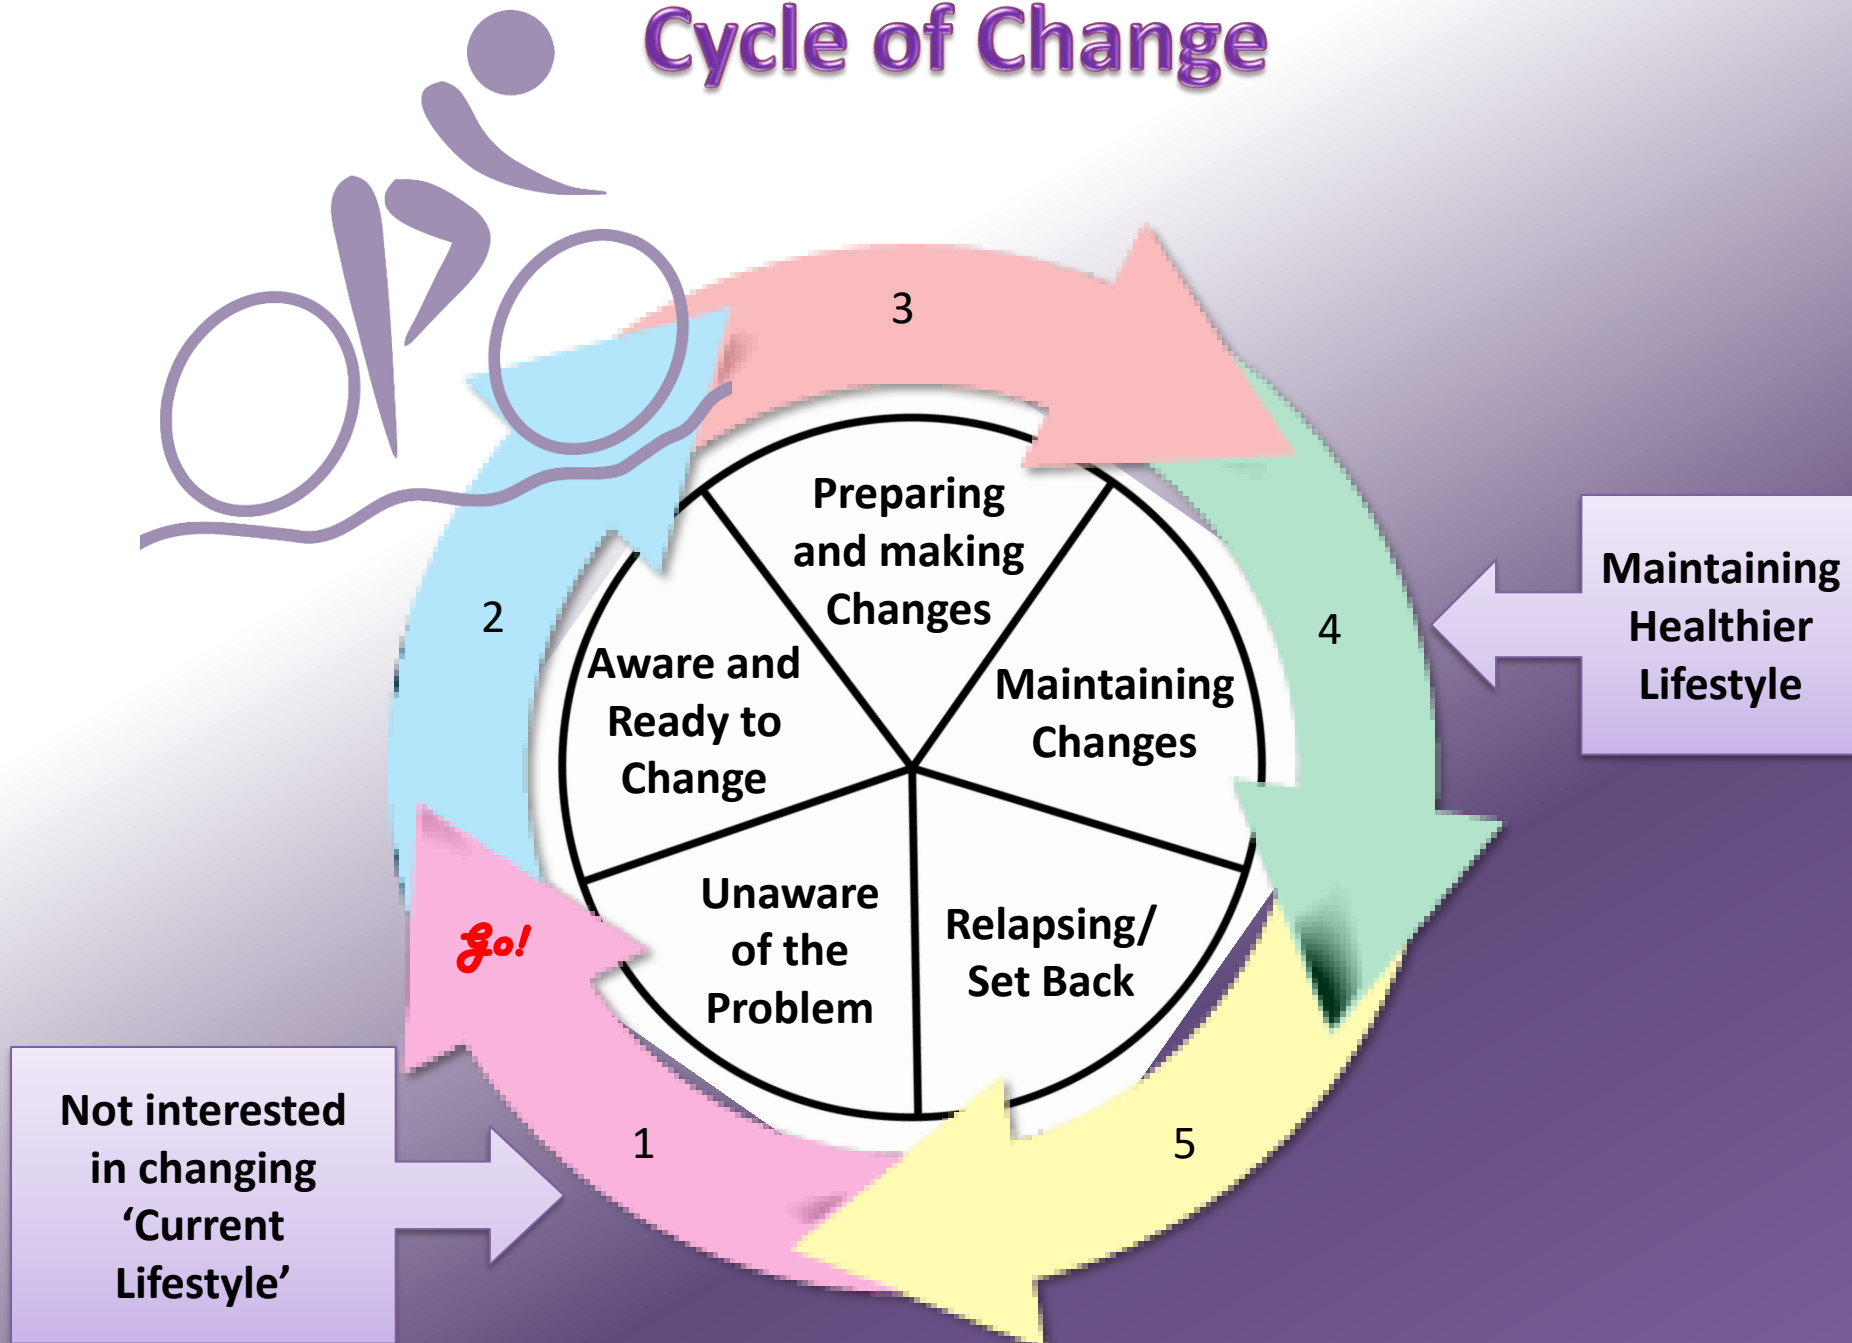 Cycle of Change
3
Preparing
and making
Changes
2
4
Maintaining
Healthier
Lifestyle
Aware and
Ready to
Change
Maintaining
Changes
Unaware
of the
Problem
Relapsing/
Set Back
Go!
1
5
Not interested
in changing
‘Current
Lifestyle’